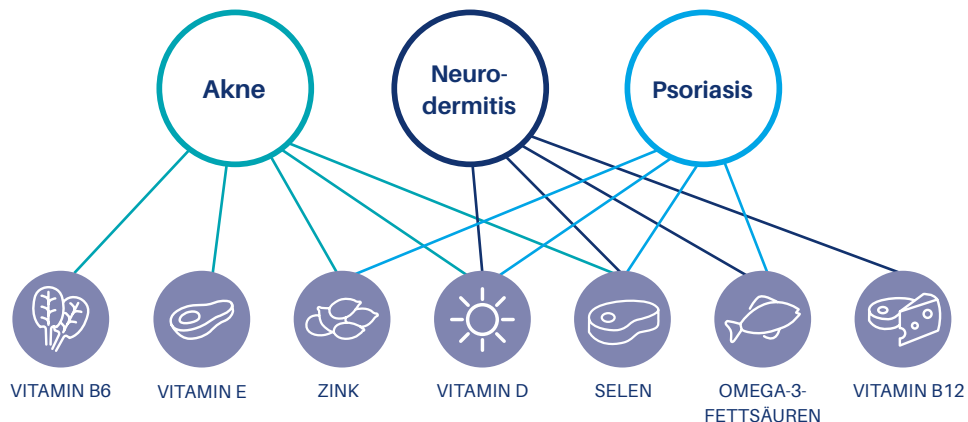 Akne
Neuro-
dermitis
Psoriasis
VITAMIN B6
VITAMIN E
ZINK
VITAMIN D
SELEN
OMEGA-3-
FETTSÄUREN
VITAMIN B12